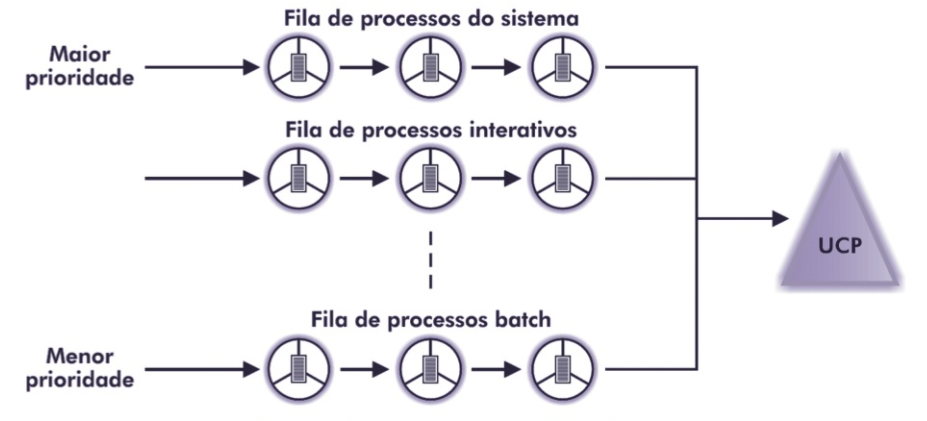 Fila de processos do sistema
Maior
prioridade
Fila de processos interativos
UCP
Fila de processos batch
Menor
prioridade